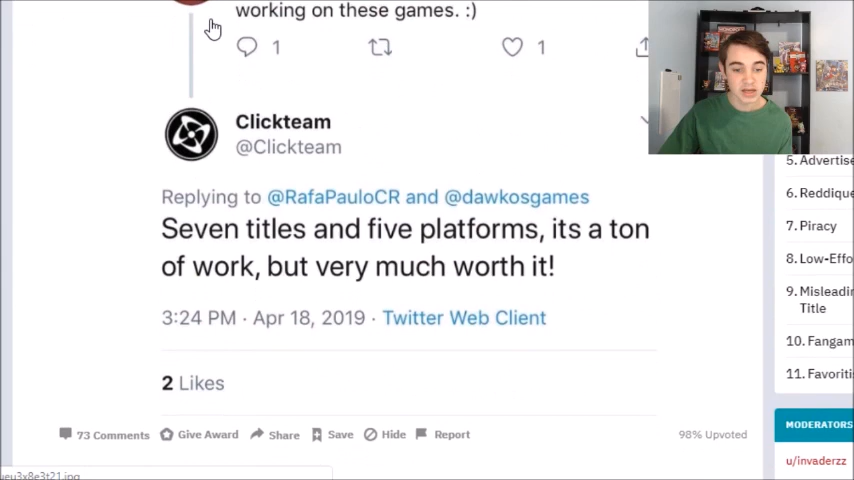 working on these games. :)
1
1
Clickteam
@Clickteam
Replying to @RafaPauloCR and @dawkosgames
Seven titles and five platforms, its a ton
of work, but very much worth it!
3:24 PM · Apr 18, 2019 · Twitter Web Client
2 Likes
73 Comments Give Award Share Save Hide Report 98% Upvoted
5. Advertise
6. Reddique
7. Piracy
8. Low-Effo
9. Misleadin
Title
10. Fangam
11. Favoriti
MODERATORS
u/invaderzz